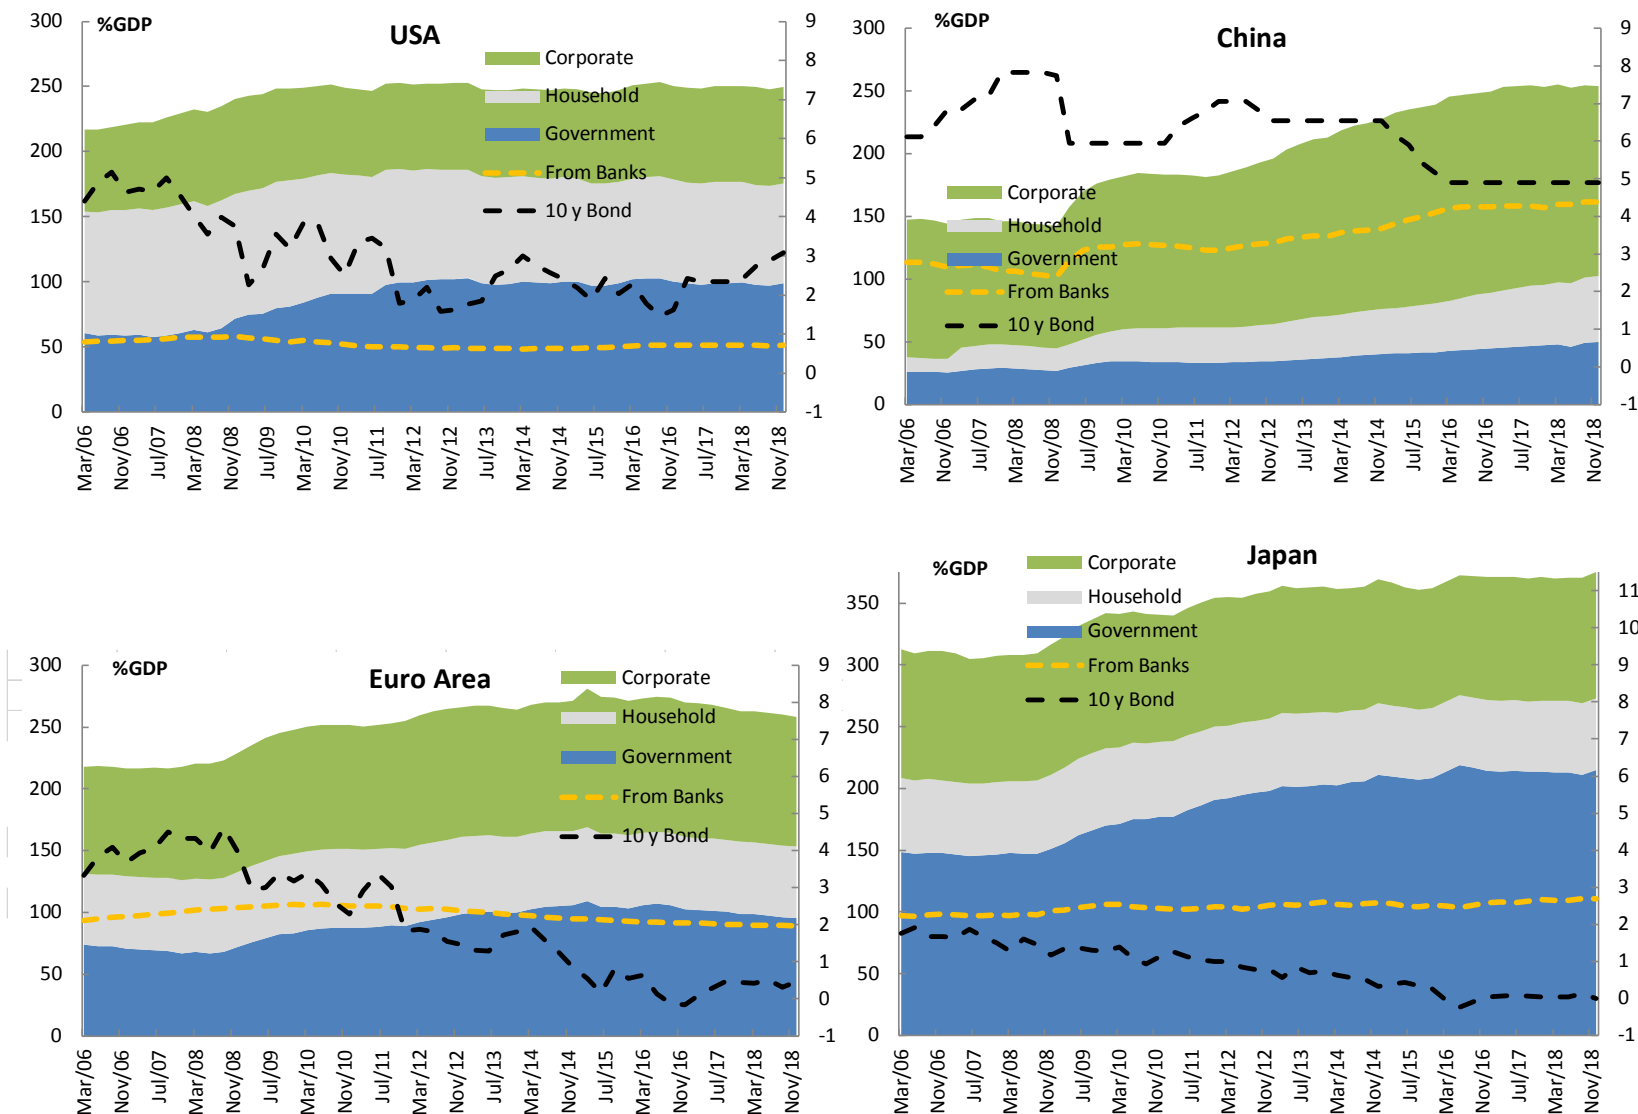 %GDP
USA
Corporate
Household
Government
From Banks
10 y Bond
300
250
200
150
100
50
0
9
8
7
6
5
4
3
2
1
0
-1
Mar/06
Nov/06
Jul/07
Mar/08
Nov/08
Jul/09
Mar/10
Nov/10
Jul/11
Mar/12
Nov/12
Jul/13
Mar/14
Nov/14
Jul/15
Mar/16
Nov/16
Jul/17
Mar/18
Nov/18
%GDP
China
Corporate
Household
Government
From Banks
10 y Bond
300
250
200
150
100
50
0
9
8
7
6
5
4
3
2
1
0
-1
Mar/06
Nov/06
Jul/07
Mar/08
Nov/08
Jul/09
Mar/10
Nov/10
Jul/11
Mar/12
Nov/12
Jul/13
Mar/14
Nov/14
Jul/15
Mar/16
Nov/16
Jul/17
Mar/18
Nov/18
%GDP
Euro Area
Corporate
Household
Government
From Banks
10 y Bond
300
250
200
150
100
50
0
9
8
7
6
5
4
3
2
1
0
-1
Mar/06
Nov/06
Jul/07
Mar/08
Nov/08
Jul/09
Mar/10
Nov/10
Jul/11
Mar/12
Nov/12
Jul/13
Mar/14
Nov/14
Jul/15
Mar/16
Nov/16
Jul/17
Mar/18
Nov/18
%GDP
Japan
Corporate
Household
Government
From Banks
10 y Bond
350
300
250
200
150
100
50
0
11
10
9
8
7
6
5
4
3
2
1
0
-1
Mar/06
Nov/06
Jul/07
Mar/08
Nov/08
Jul/09
Mar/10
Nov/10
Jul/11
Mar/12
Nov/12
Jul/13
Mar/14
Nov/14
Jul/15
Mar/16
Nov/16
Jul/17
Mar/18
Nov/18